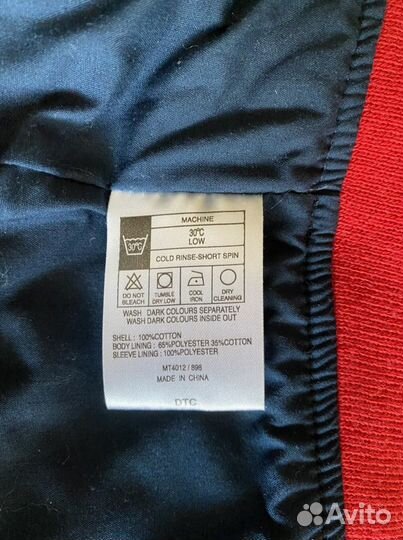 MACHINE
30°C
30°C
LOW
COLD RINSE-SHORT SPIN
DO NOT BLEACH
TUMBLE DRY LOW
COOL IRON
DRY CLEANING
WASH DARK COLOURS SEPARATELY
WASH DARK COLOURS INSIDE OUT
SHELL : 100%COTTON
BODY LINING : 65%POLYESTER 35%COTTON
SLEEVE LINING : 100%POLYESTER
MT4012 / 898
MADE IN CHINA
DTC
Avito